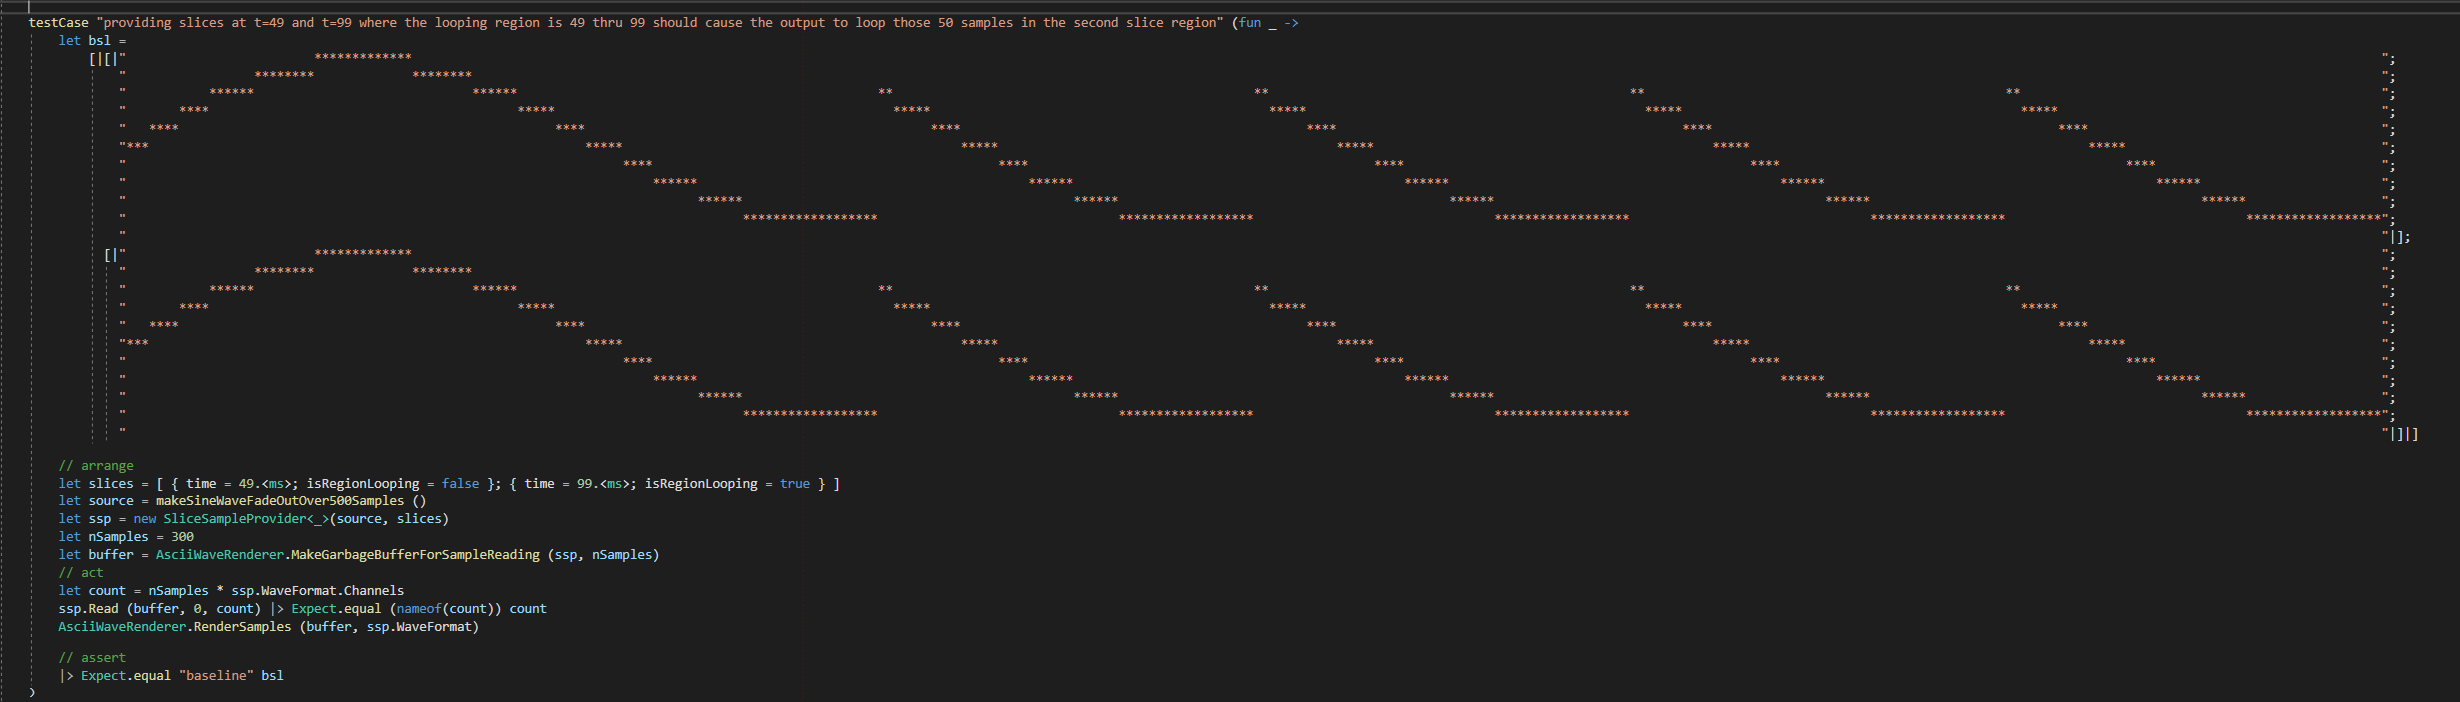 testCase "providing slices at t=49 and t=99 where the looping region is 49 thru 99 should cause the output to loop those 50 samples in the second slice region" (fun _ ->
let bsl =
[|[|" ************* ";
" ******** ******** ";
" ****** ****** ** ** ** ** ";
" **** ***** ***** ***** ***** ***** ";
" **** **** **** **** **** **** ";
"*** ***** ***** ***** ***** ***** ";
" **** **** **** **** **** ";
" ****** ****** ****** ****** ****** ";
" ****** ****** ****** ****** ****** ";
" ****************** ****************** ****************** ****************** ******************";
" "|];
[|" ************* ";
" ******** ******** ";
" ****** ****** ** ** ** ** ";
" **** ***** ***** ***** ***** ***** ";
" **** **** **** **** **** **** ";
"*** ***** ***** ***** ***** ***** ";
" **** **** **** **** **** ";
" ****** ****** ****** ****** ****** ";
" ****** ****** ****** ****** ****** ";
" ****************** ****************** ****************** ****************** ******************";
" "|]|]
// arrange
let slices = [ { time = 49.<ms>; isRegionLooping = false }; { time = 99.<ms>; isRegionLooping = true } ]
let source = makeSineWaveFadeOutOver500Samples ()
let ssp = new SliceSampleProvider<_>(source, slices)
let nSamples = 300
let buffer = AsciiWaveRenderer.MakeGarbageBufferForSampleReading (ssp, nSamples)
// act
let count = nSamples * ssp.WaveFormat.Channels
ssp.Read (buffer, 0, count) |> Expect.equal (nameof(count)) count
AsciiWaveRenderer.RenderSamples (buffer, ssp.WaveFormat)
// assert
|> Expect.equal "baseline" bsl
)